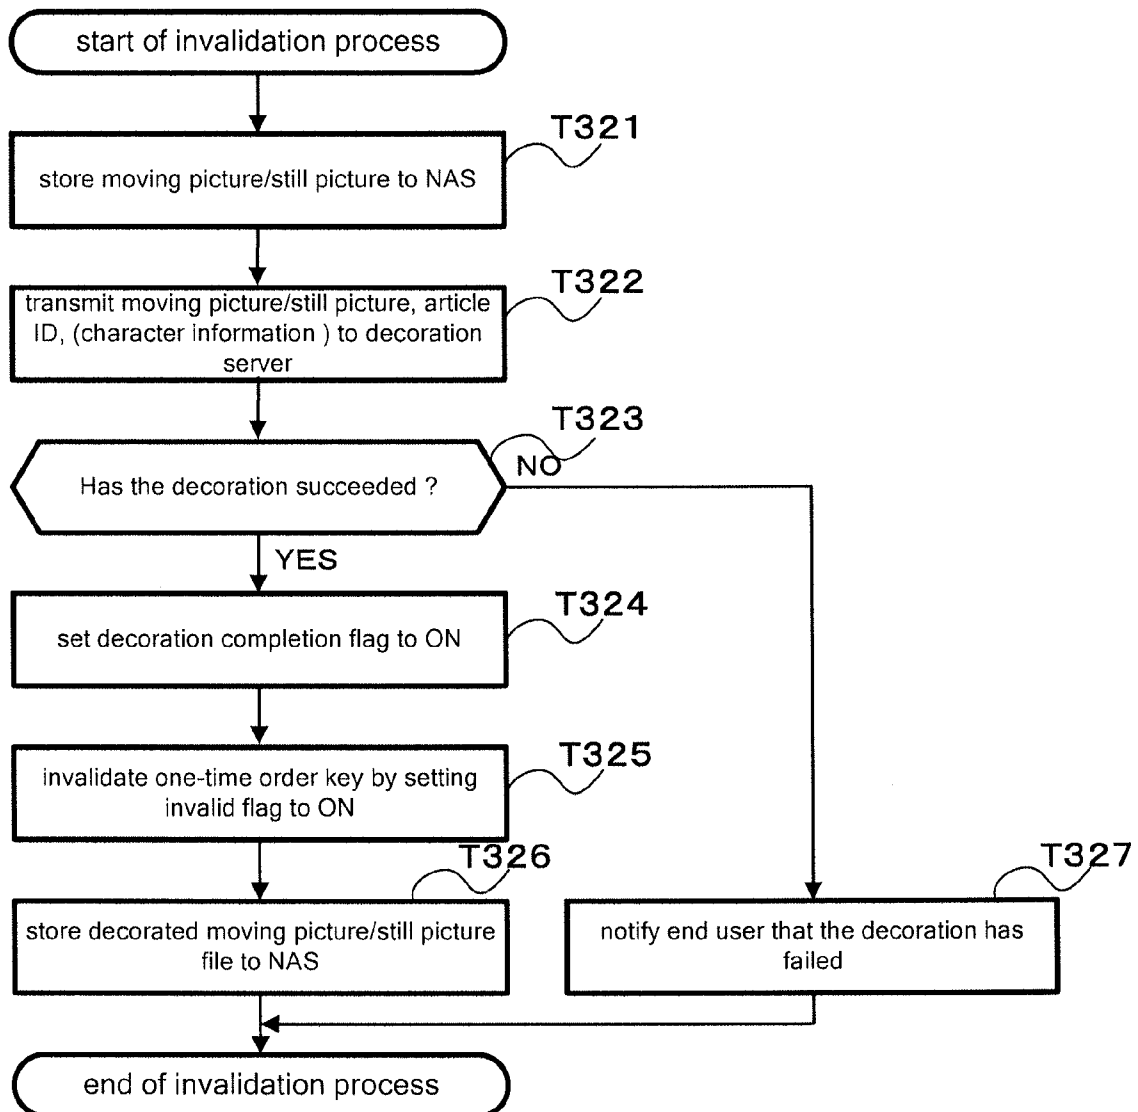 start of invalidation process
T321
store moving picture/still picture to NAS
T322
transmit moving picture/still picture, article
ID, (character information ) to decoration
server
T323
NO
Has the decoration succeeded ?
YES
T324
set decoration completion flag to ON
T325
invalidate one-time order key by setting
invalid flag to ON
T326
T327
store decorated moving picture/still picture
file to NAS
notify end user that the decoration has
failed
end of invalidation process